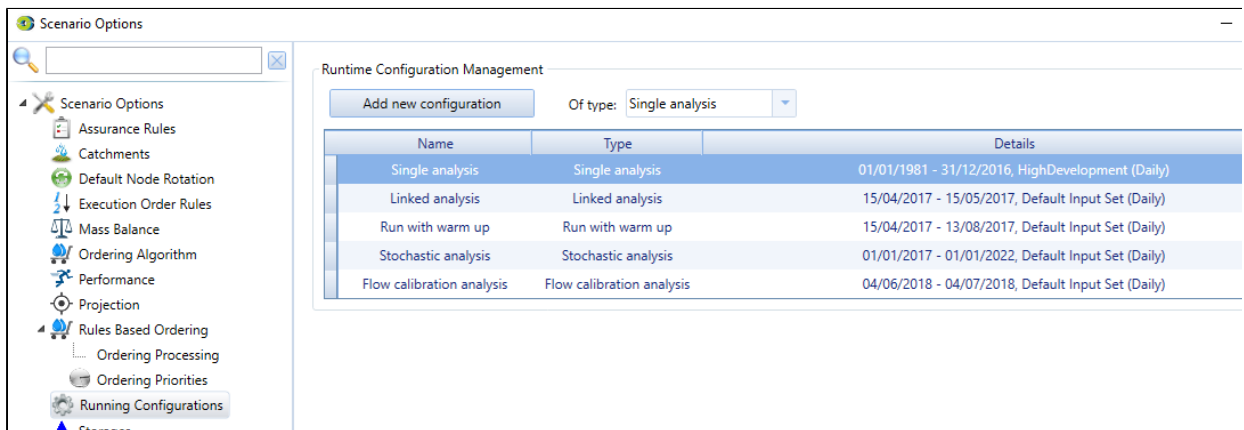 Scenario Options
Scenario Options
Assurance Rules
Catchments
Default Node Rotation
Execution Order Rules
Mass Balance
Ordering Algorithm
Performance
Projection
Rules Based Ordering
Ordering Processing
Ordering Priorities
Running Configurations
Runtime Configuration Management
Add new configuration Of type: Single analysis
Name Type Details
Single analysis Single analysis 01/01/1981 - 31/12/2016, HighDevelopment (Daily)
Linked analysis Linked analysis 15/04/2017 - 15/05/2017, Default Input Set (Daily)
Run with warm up Run with warm up 15/04/2017 - 13/08/2017, Default Input Set (Daily)
Stochastic analysis Stochastic analysis 01/01/2017 - 01/01/2022, Default Input Set (Daily)
Flow calibration analysis Flow calibration analysis 04/06/2018 - 04/07/2018, Default Input Set (Daily)